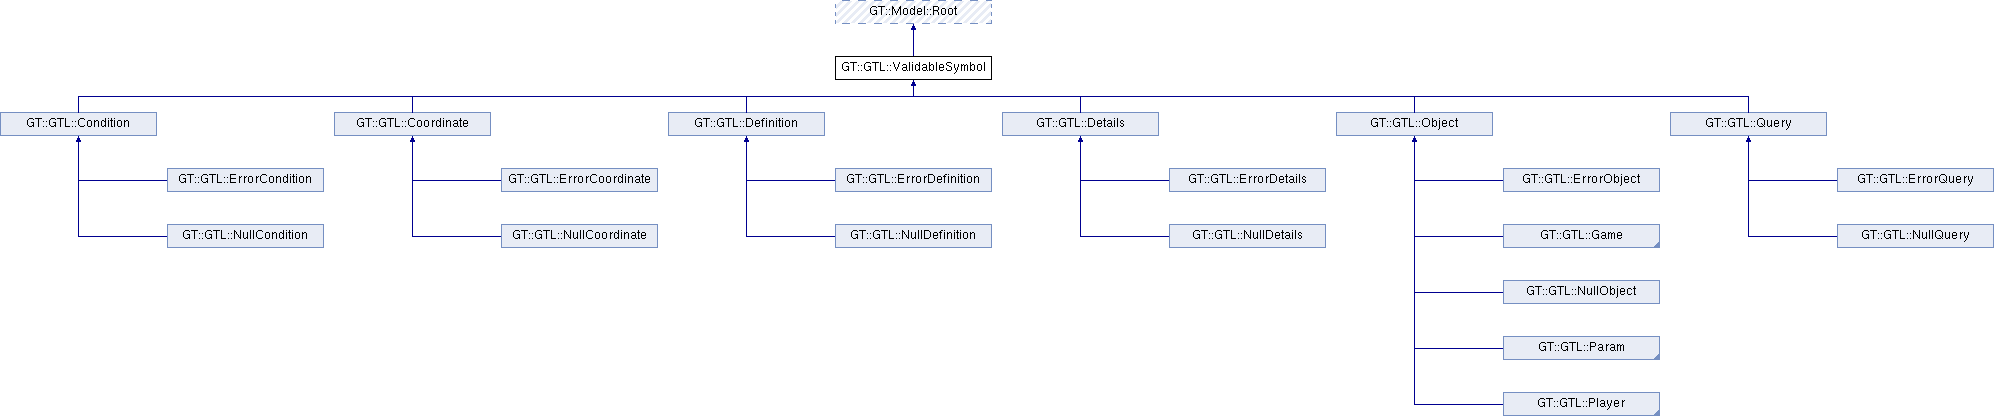 GT::Model::Root
GT::GTL::ValidableSymbol
GT::GTL::Condition
GT::GTL::Coordinate
GT::GTL::Definition
GT::GTL::Details
GT::GTL::Object
GT::GTL::Query
GT::GTL::ErrorCondition
GT::GTL::ErrorCoordinate
GT::GTL::ErrorDefinition
GT::GTL::ErrorDetails
GT::GTL::ErrorObject
GT::GTL::ErrorQuery
GT::GTL::NullCondition
GT::GTL::NullCoordinate
GT::GTL::NullDefinition
GT::GTL::NullDetails
GT::GTL::Game
GT::GTL::NullQuery
GT::GTL::NullObject
GT::GTL::Param
GT::GTL::Player